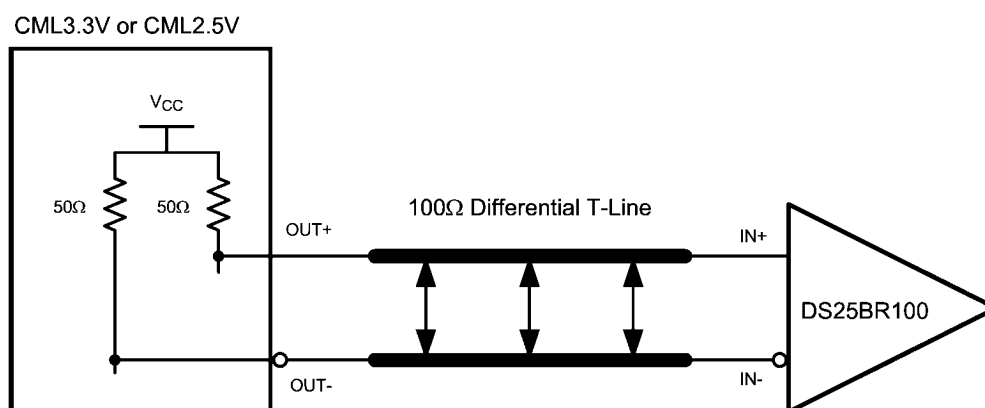 CML3.3V or CML2.5V
VCC
50Ω
50Ω
100Ω Differential T-Line
OUT+
IN+
DS25BR100
OUT-
IN-